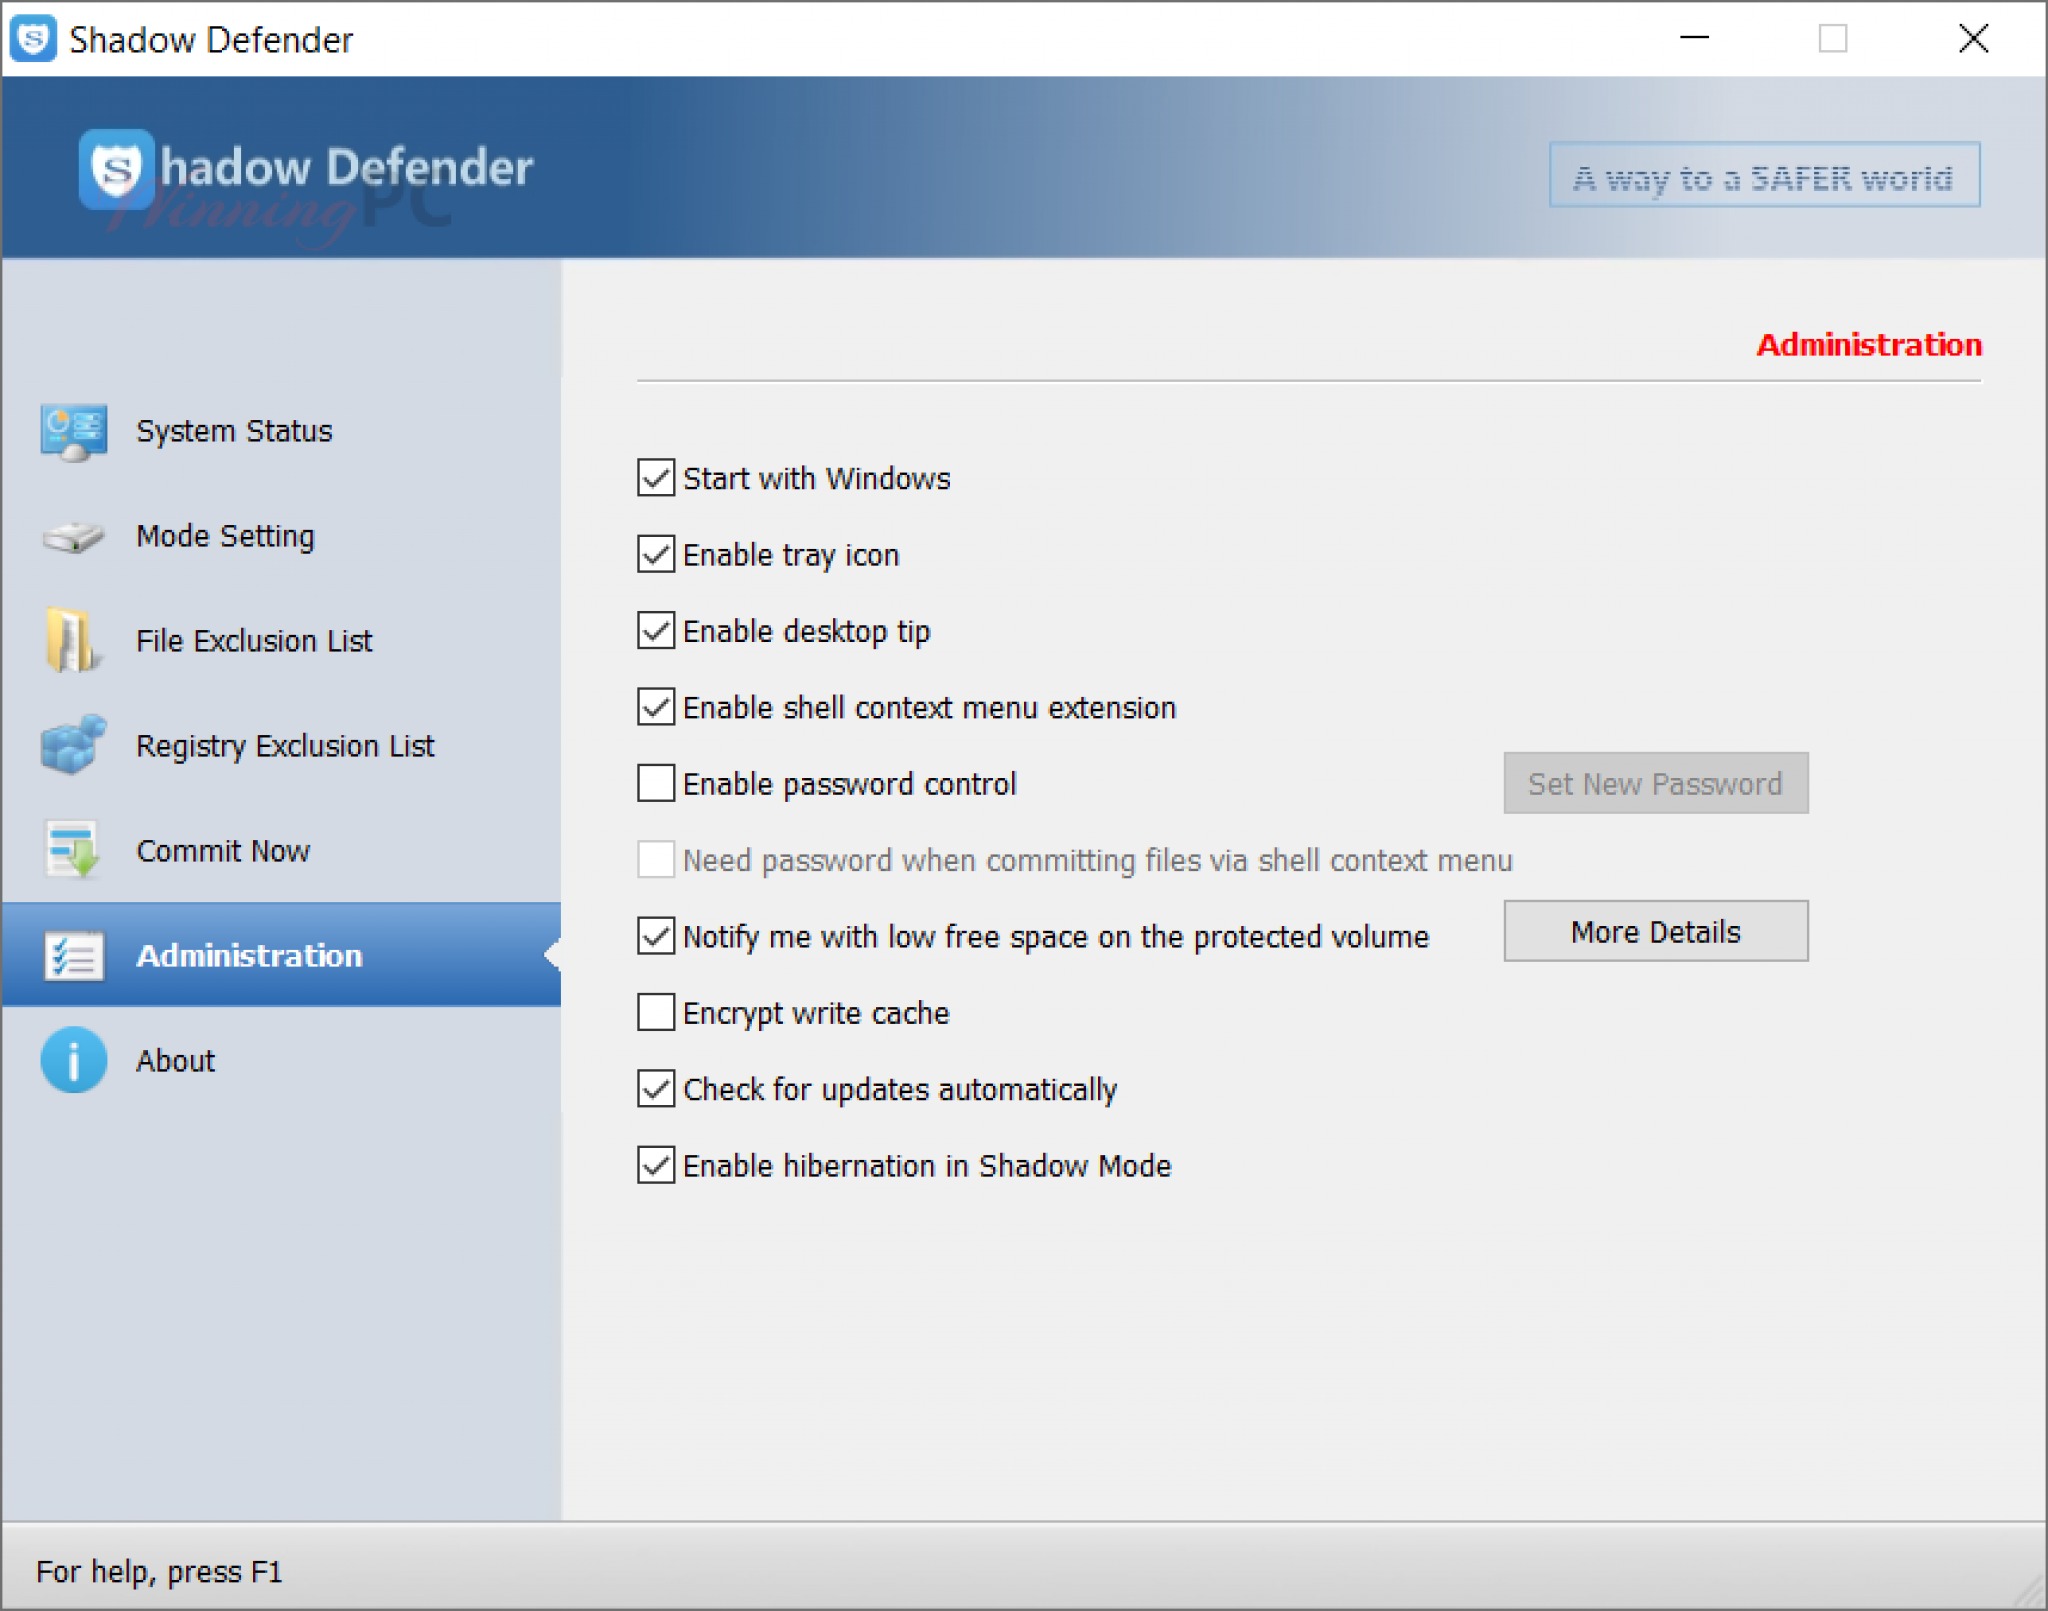 Shadow Defender
Shadow Defender
WinningPC
A way to a SAFER world
Administration
System Status
Mode Setting
File Exclusion List
Registry Exclusion List
Commit Now
Administration
About
Start with Windows
Enable tray icon
Enable desktop tip
Enable shell context menu extension
Enable password control
Set New Password
Need password when committing files via shell context menu
Notify me with low free space on the protected volume
More Details
Encrypt write cache
Check for updates automatically
Enable hibernation in Shadow Mode
For help, press F1